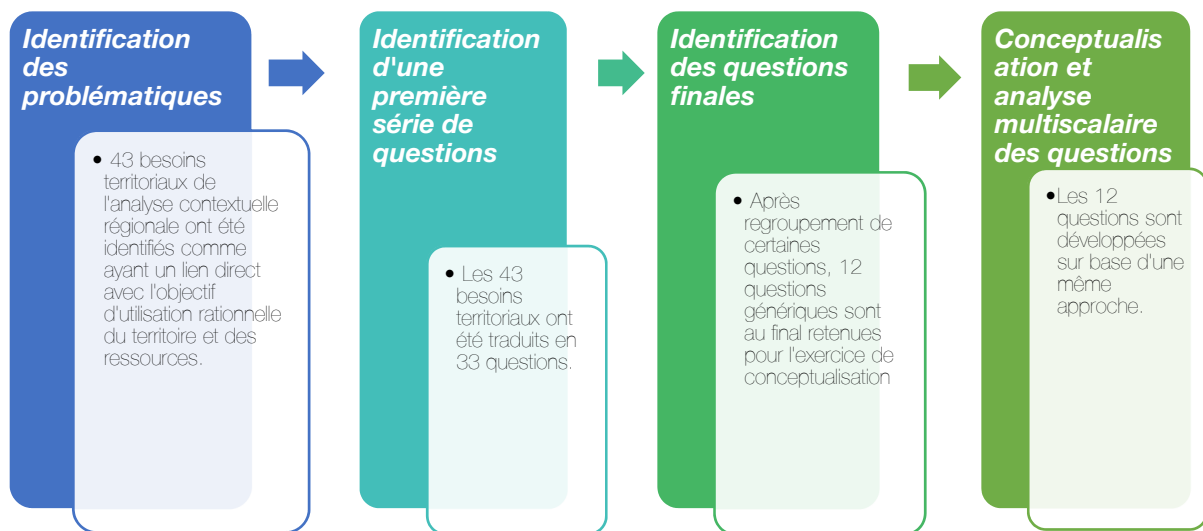 Identification
des
problématiques
• 43 besoins
territoriaux de
l'analyse contextuelle
régionale ont été
identifiés comme
ayant un lien direct
avec l'objectif
d'utilisation rationnelle
du territoire et des
ressources.
Identification
d'une
première
série de
questions
• Les 43
besoins
territoriaux ont
été traduits en
33 questions.
Identification
des questions
finales
• Après
regroupement de
certaines
questions, 12
questions
génériques sont
au final retenues
pour l'exercice de
conceptualisation
Conceptualis
ation et
analyse
multiscalaire
des questions
•Les 12
questions sont
développées
sur base d'une
même
approche.